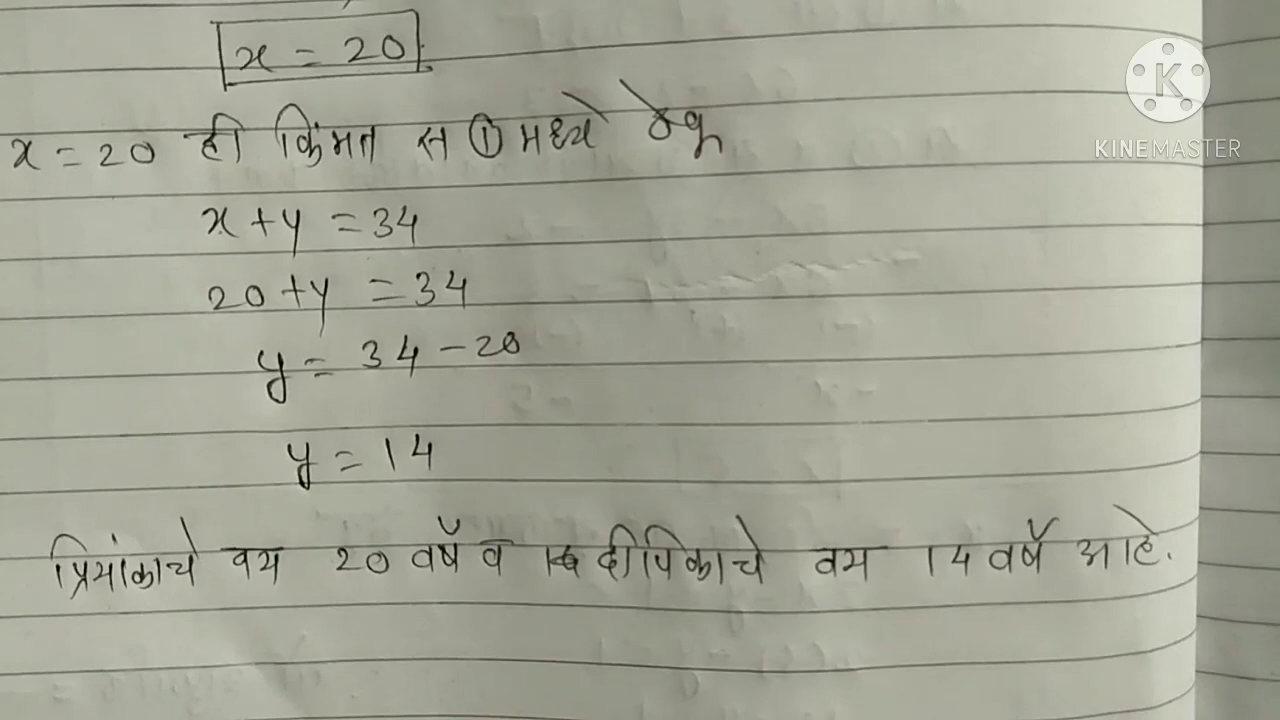 x = 20
x = 20 ही किंमत स ① मध्ये ठेवू
x + y = 34
20 + y = 34
y = 34 - 20
y = 14
प्रियांकाचे वय 20 वर्षे व दीपिकाचे वय 14 वर्षे आहे.
K
KINEMASTER